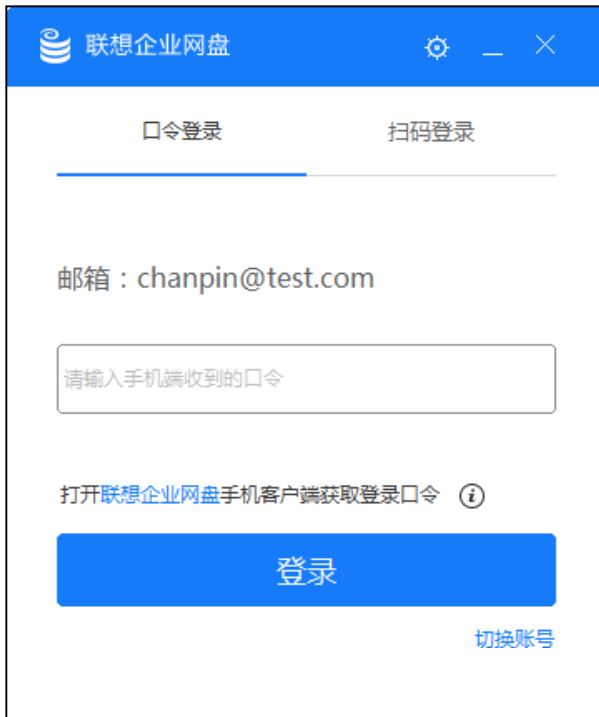 联想企业网盘
口令登录 扫码登录
邮箱：chanpin@test.com
请输入手机端收到的口令
打开联想企业网盘手机客户端获取登录口令
登录
切换账号